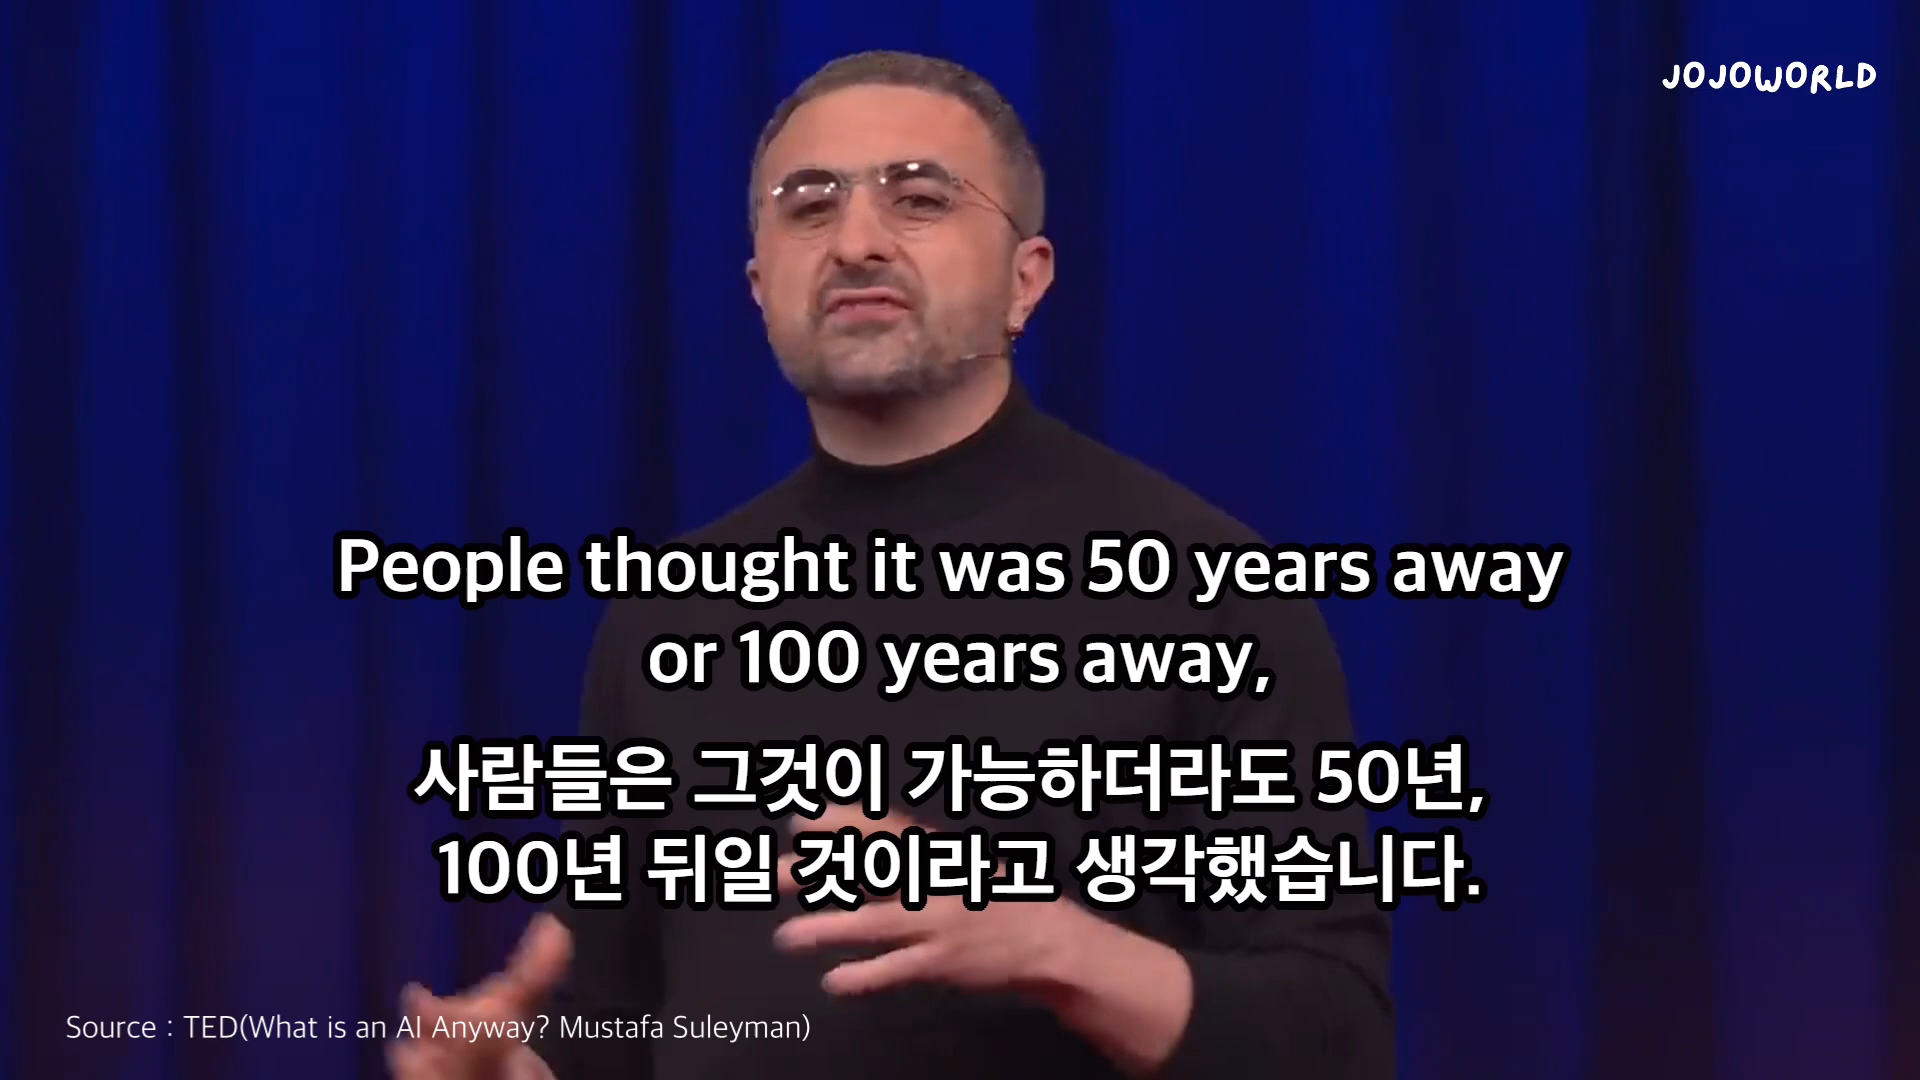 JOJOWORLD
People thought it was 50 years away
or 100 years away,
사람들은 그것이 가능하더라도 50년,
100년 뒤일 것이라고 생각했습니다.
Source : TED(What is an AI Anyway? Mustafa Suleyman)